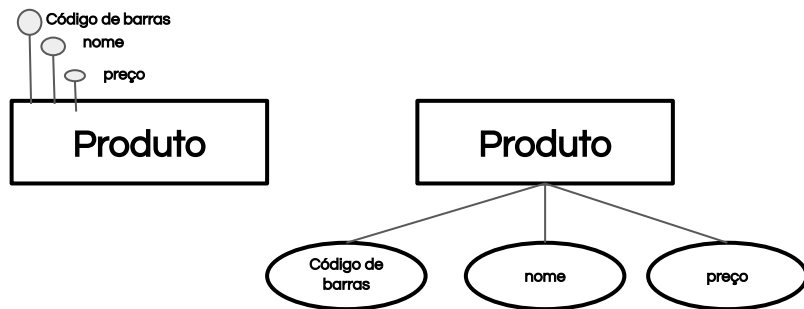 Código de barras
nome
preço
Produto
Produto
Código de
barras
nome
preço